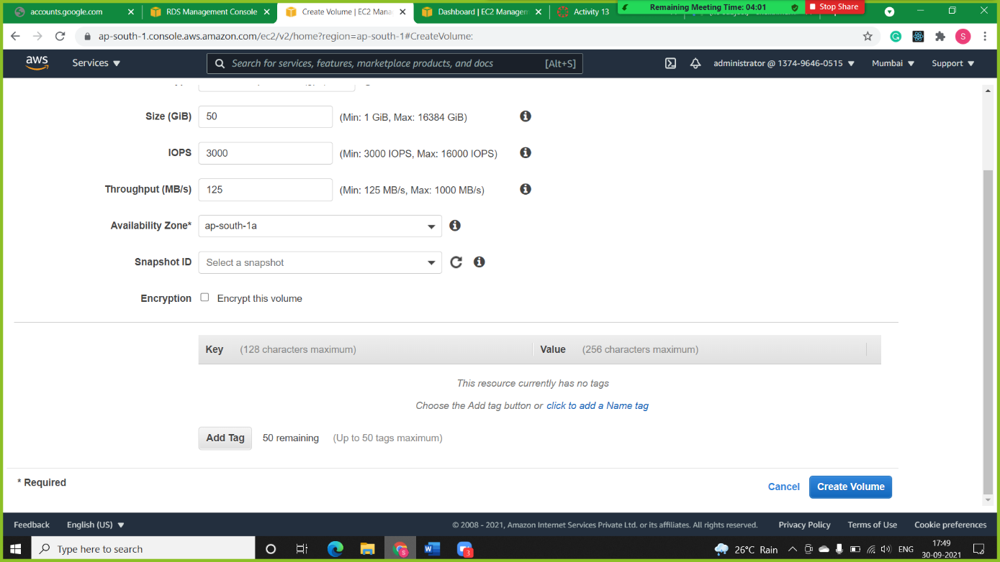 accounts.google.com
RDS Management Console
Create Volume | EC2 Mana
Dashboard | EC2 Managem
Activity 13
Remaining Meeting Time: 04:01
Stop Share
ap-south-1.console.aws.amazon.com/ec2/v2/home?region=ap-south-1#CreateVolume:
S
aws
Services
Search for services, features, marketplace products, and docs
[Alt+S]
administrator @ 1374-9646-0515
Mumbai
Support
Size (GiB)
50
(Min: 1 GiB, Max: 16384 GiB)
IOPS
3000
(Min: 3000 IOPS, Max: 16000 IOPS)
Throughput (MB/s)
125
(Min: 125 MB/s, Max: 1000 MB/s)
Availability Zone*
ap-south-1a
Snapshot ID
Select a snapshot
Encryption
Encrypt this volume
Key
(128 characters maximum)
Value
(256 characters maximum)
This resource currently has no tags
Choose the Add tag button or click to add a Name tag
Add Tag
50 remaining
(Up to 50 tags maximum)
* Required
Cancel
Create Volume
Feedback
English (US)
© 2008 - 2021, Amazon Internet Services Private Ltd. or its affiliates. All rights reserved.
Privacy Policy
Terms of Use
Cookie preferences
Type here to search
S
W
3
26°C Rain
ENG
17:49
30-09-2021